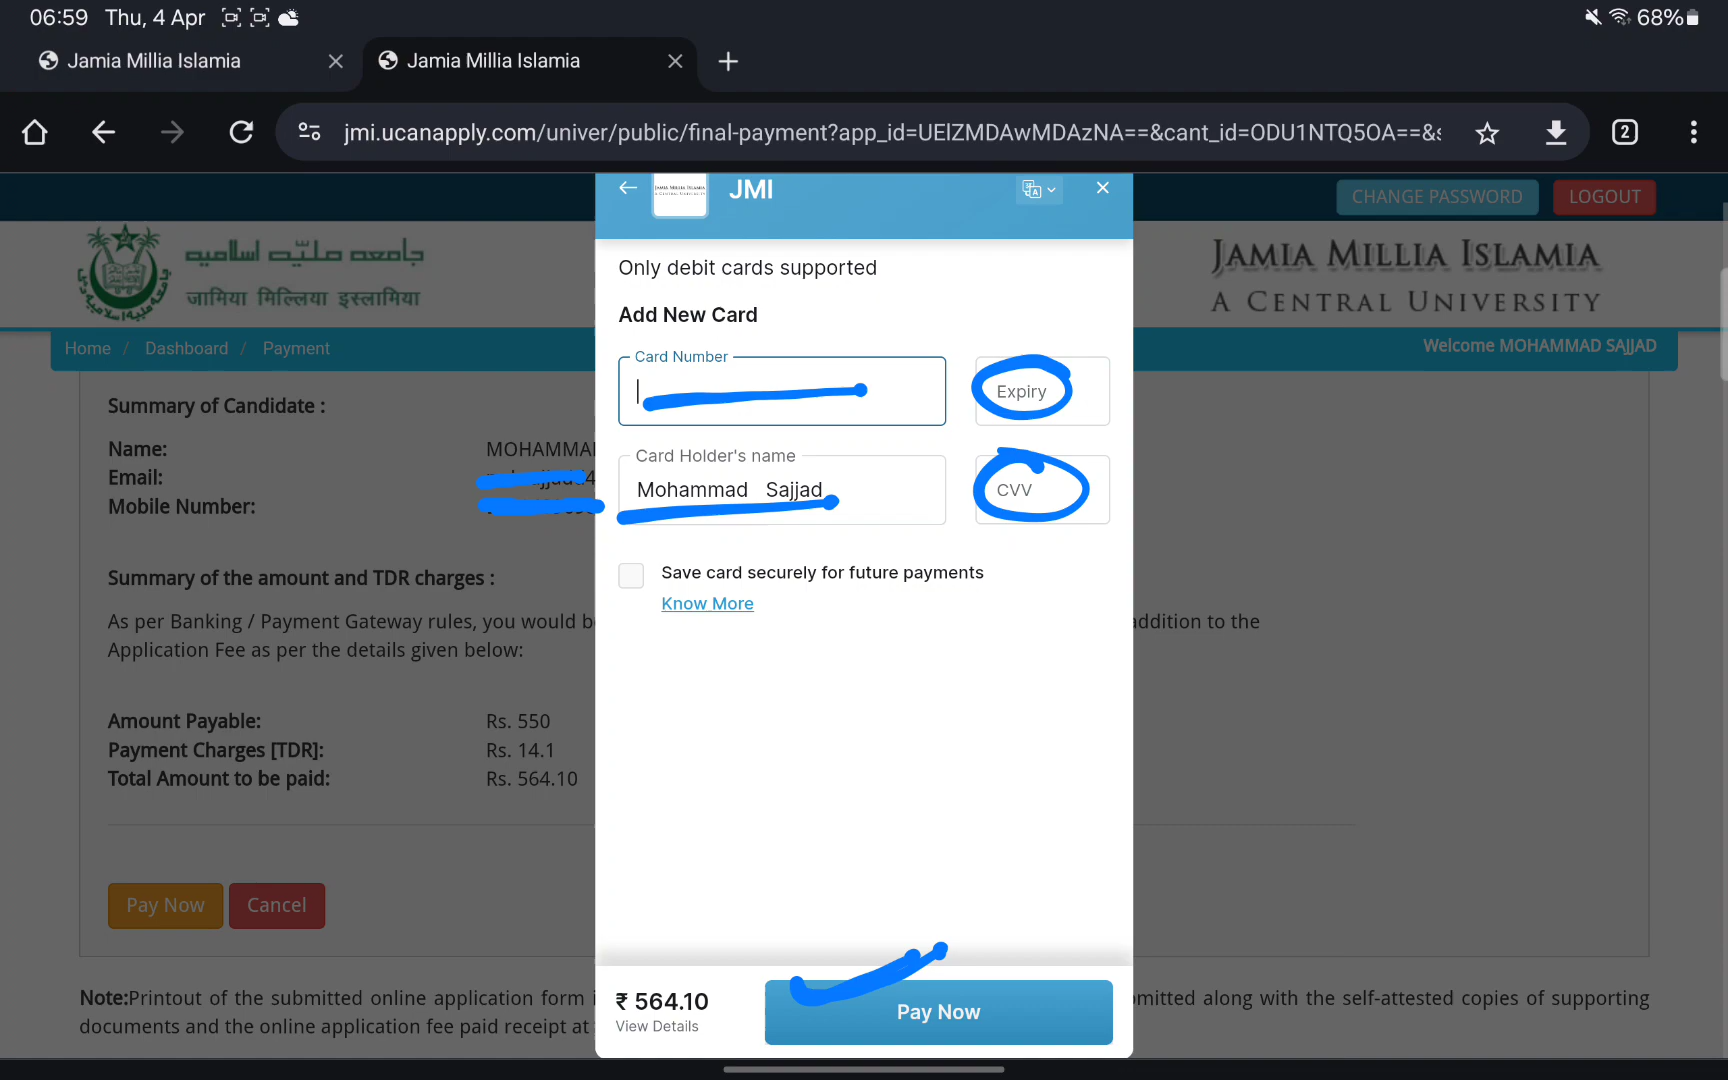 06:59 Thu, 4 Apr 68%
Jamia Millia Islamia Jamia Millia Islamia
jmi.ucanapply.com/univer/public/final-payment?app_id=UElZMDAwMDAzNA==&cant_id=ODU1NTQ5OA==&s 2
JMI
CHANGE PASSWORD LOGOUT
جامعہ ملیہ اسلامیہ
जामिया मिल्लिया इस्लामिया
JAMIA MILLIA ISLAMIA
A CENTRAL UNIVERSITY
Home / Dashboard / Payment
Welcome MOHAMMAD SAJJAD
Only debit cards supported
Add New Card
Card Number
Expiry
Card Holder's name
Mohammad Sajjad
CVV
Save card securely for future payments
Know More
Summary of Candidate :
Name: MOHAMMA
Email:
Mobile Number:
Summary of the amount and TDR charges :
As per Banking / Payment Gateway rules, you would b addition to the
Application Fee as per the details given below:
Amount Payable: Rs. 550
Payment Charges [TDR]: Rs. 14.1
Total Amount to be paid: Rs. 564.10
Pay Now Cancel
₹ 564.10
View Details
Pay Now
Note:Printout of the submitted online application form mitted along with the self-attested copies of supporting
documents and the online application fee paid receipt at